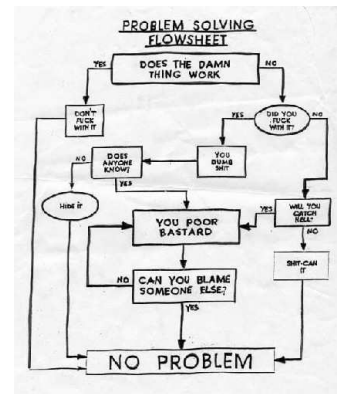 PROBLEM SOLVING
FLOWSHEET
DOES THE DAMN
THING WORK
YES
NO
DON'T
FUCK
WITH IT
YES
DID YOU
FUCK
WITH IT?
NO
YOU
DUMB
SHIT
NO
DOES
ANYONE
KNOW?
YES
HIDE IT
YOU POOR
BASTARD
YES
WILL YOU
CATCH
HELL?
NO
SHIT-CAN
IT
NO
CAN YOU BLAME
SOMEONE ELSE?
YES
NO PROBLEM